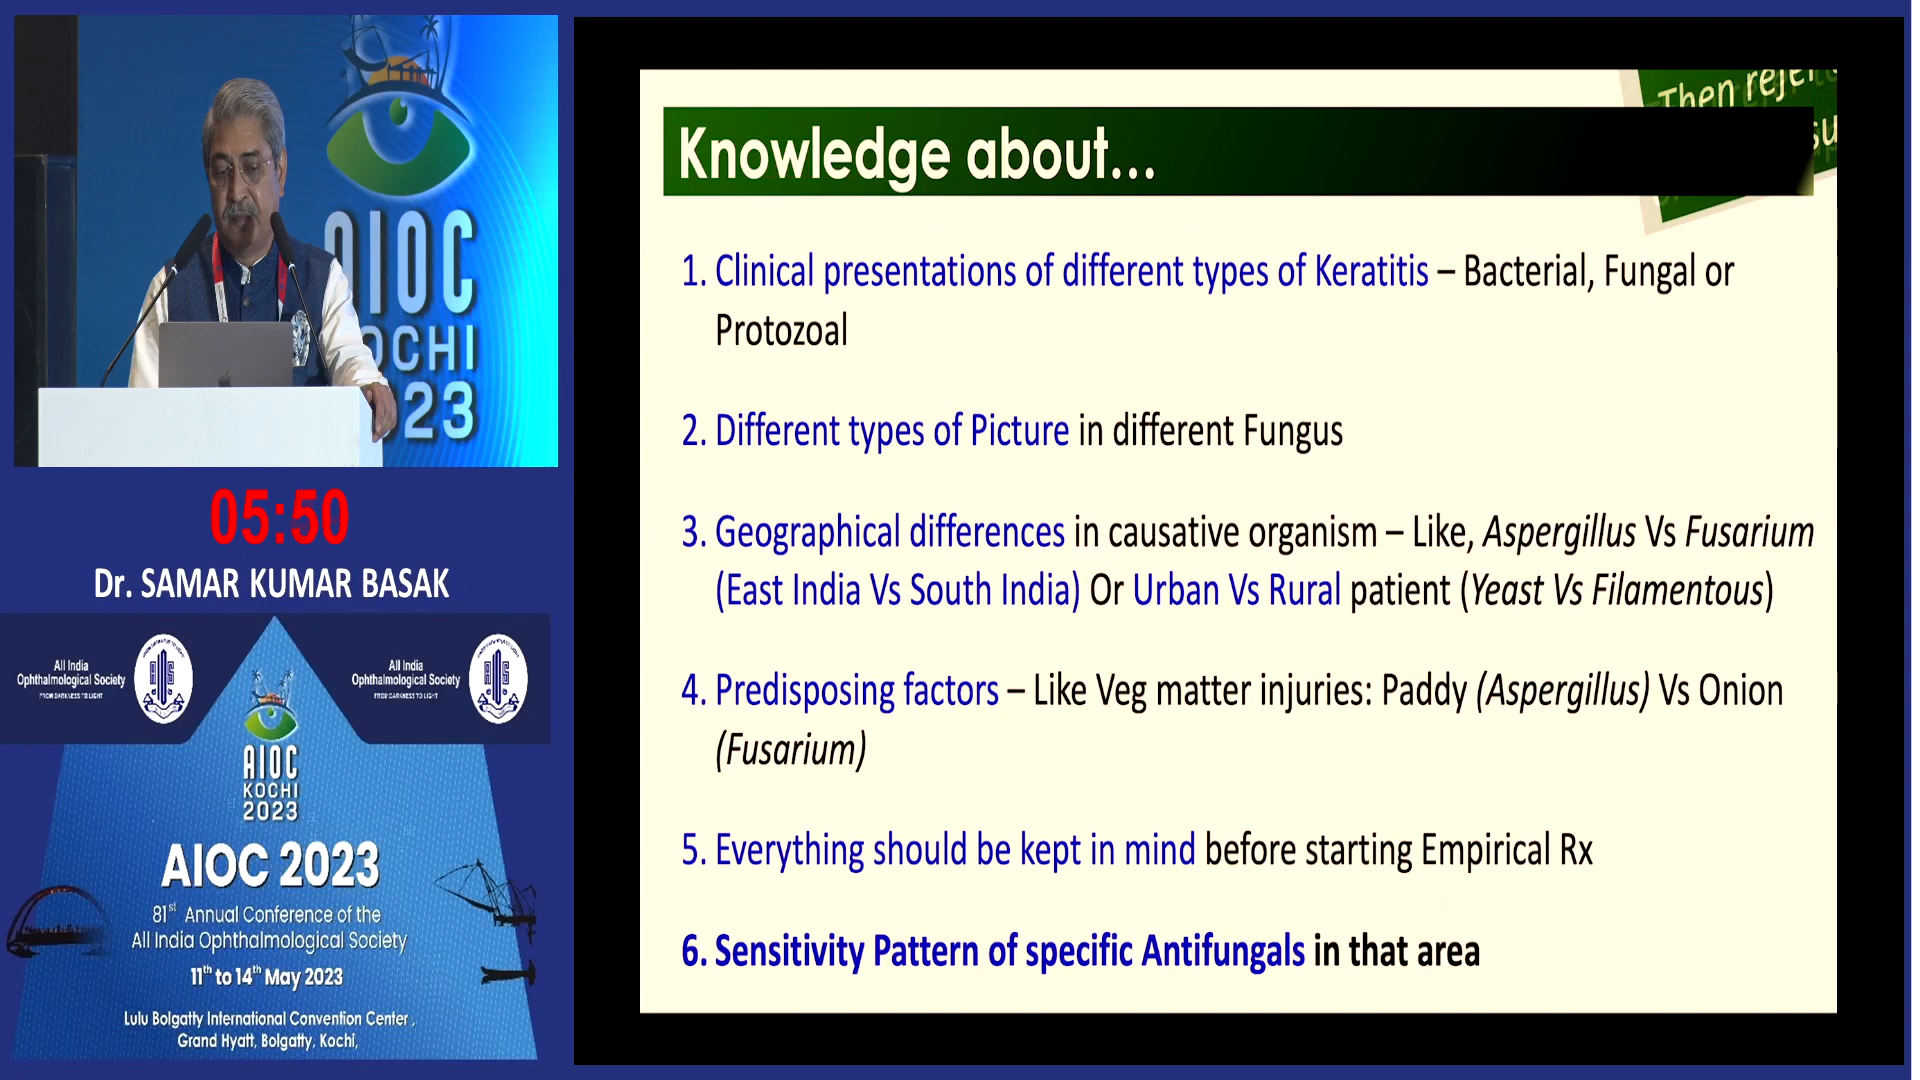 AIOC
KOCHI
23
05:50
Dr. SAMAR KUMAR BASAK
All India
Ophthalmological Society
FROM DARKNESS TO LIGHT
All India
Ophthalmological Society
FROM DARKNESS TO LIGHT
AIOC
KOCHI
2023
AIOC 2023
81st Annual Conference of the
All India Ophthalmological Society
11th to 14th May 2023
Lulu Bolgatty International Convention Center,
Grand Hyatt, Bolgatty, Kochi,
Then
Knowledge about...
1. Clinical presentations of different types of Keratitis – Bacterial, Fungal or
Protozoal
2. Different types of Picture in different Fungus
3. Geographical differences in causative organism – Like, Aspergillus Vs Fusarium
(East India Vs South India) Or Urban Vs Rural patient (Yeast Vs Filamentous)
4. Predisposing factors – Like Veg matter injuries: Paddy (Aspergillus) Vs Onion
(Fusarium)
5. Everything should be kept in mind before starting Empirical Rx
6. Sensitivity Pattern of specific Antifungals in that area